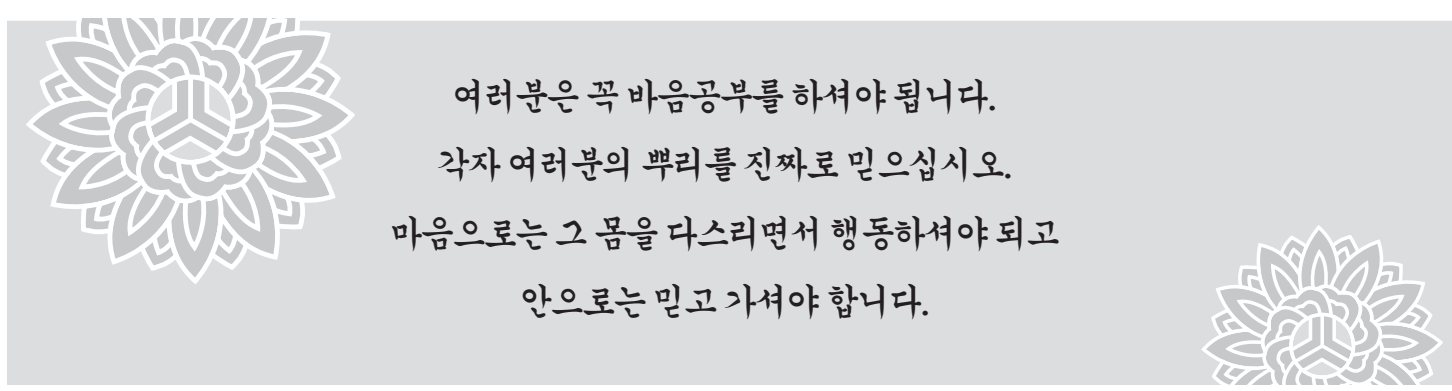 여러분은 꼭 바음공부를 하셔야 됩니다.
각자 여러분의 뿌리를 진짜로 믿으십시오.
마음으로는 그 몸을 다스리면서 행동하셔야 되고
안으로는 믿고 가셔야 합니다.